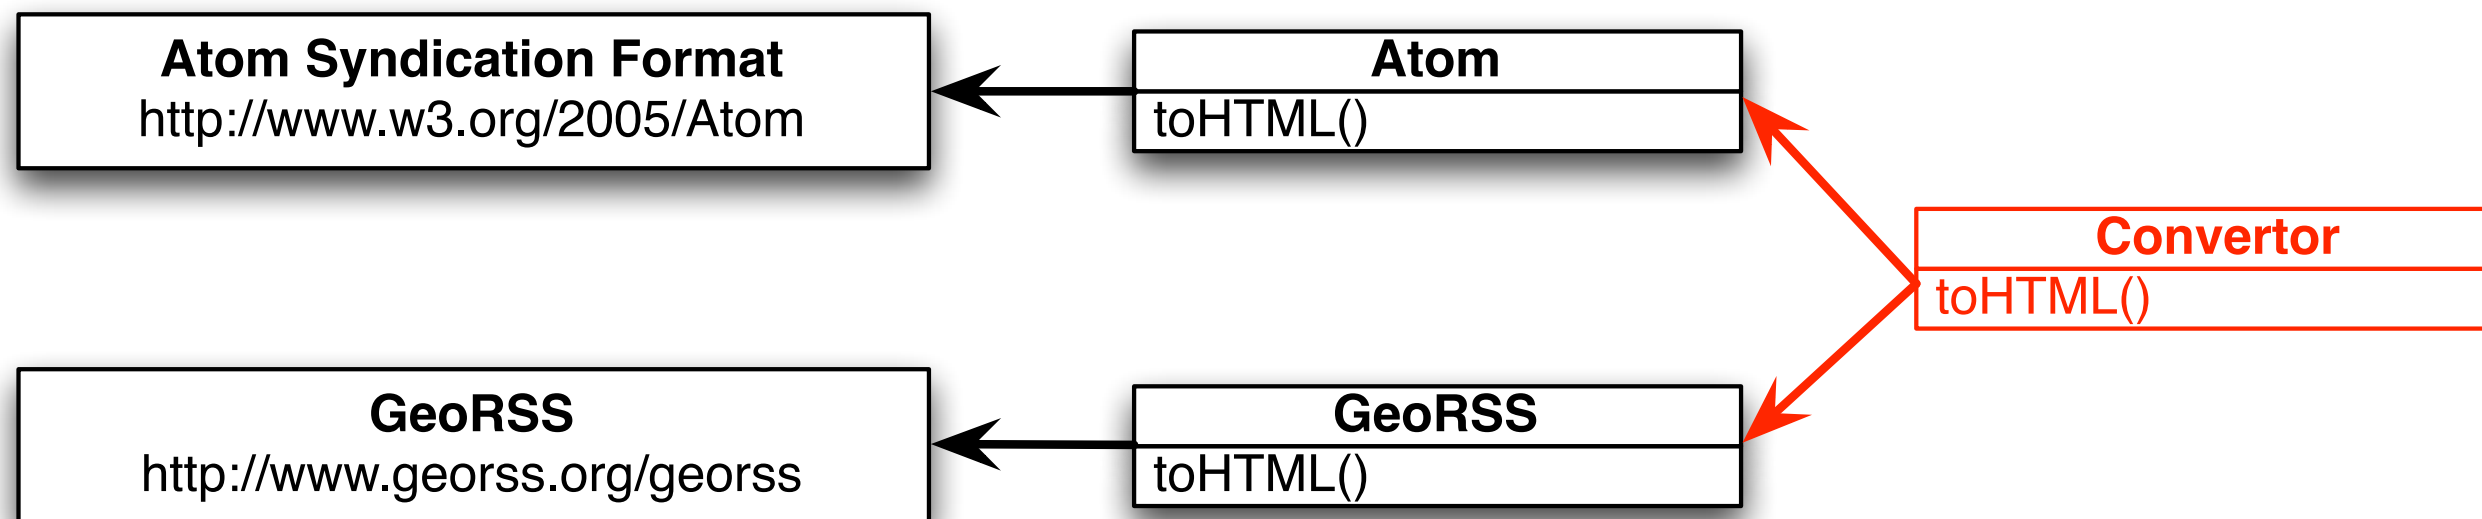 Atom Syndication Format
http://www.w3.org/2005/Atom
Atom
toHTML()
Convertor
toHTML()
GeoRSS
http://www.georss.org/georss
GeoRSS
toHTML()